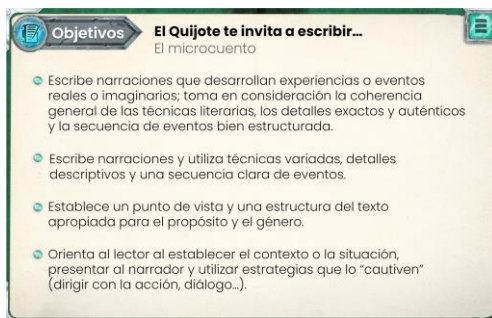 Objetivos
El Quijote te invita a escribir...
El microcuento
Escribe narraciones que desarrollan experiencias o eventos
reales o imaginarios; toma en consideración la coherencia
general de las técnicas literarias, los detalles exactos y auténticos
y la secuencia de eventos bien estructurada.
Escribe narraciones y utiliza técnicas variadas, detalles
descriptivos y una secuencia clara de eventos.
Establece un punto de vista y una estructura del texto
apropiada para el propósito y el género.
Orienta al lector al establecer el contexto o la situación,
presentar al narrador y utilizar estrategias que lo “cautiven”
(dirigir con la acción, diálogo...).